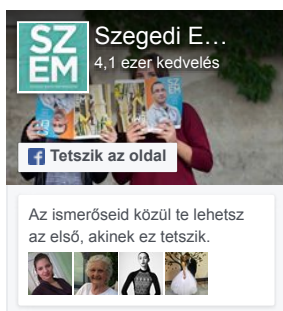 SZ
EM
Szegedi E…
4,1 ezer kedvelés
Tetszik az oldal
Az ismerőseid közül te lehetsz
az első, akinek ez tetszik.